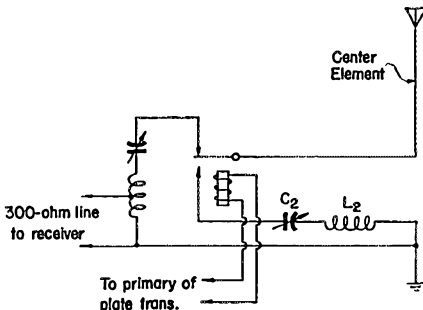 Center
Element
C2
L2
300-ohm line
to receiver
To primary of
plate trans.